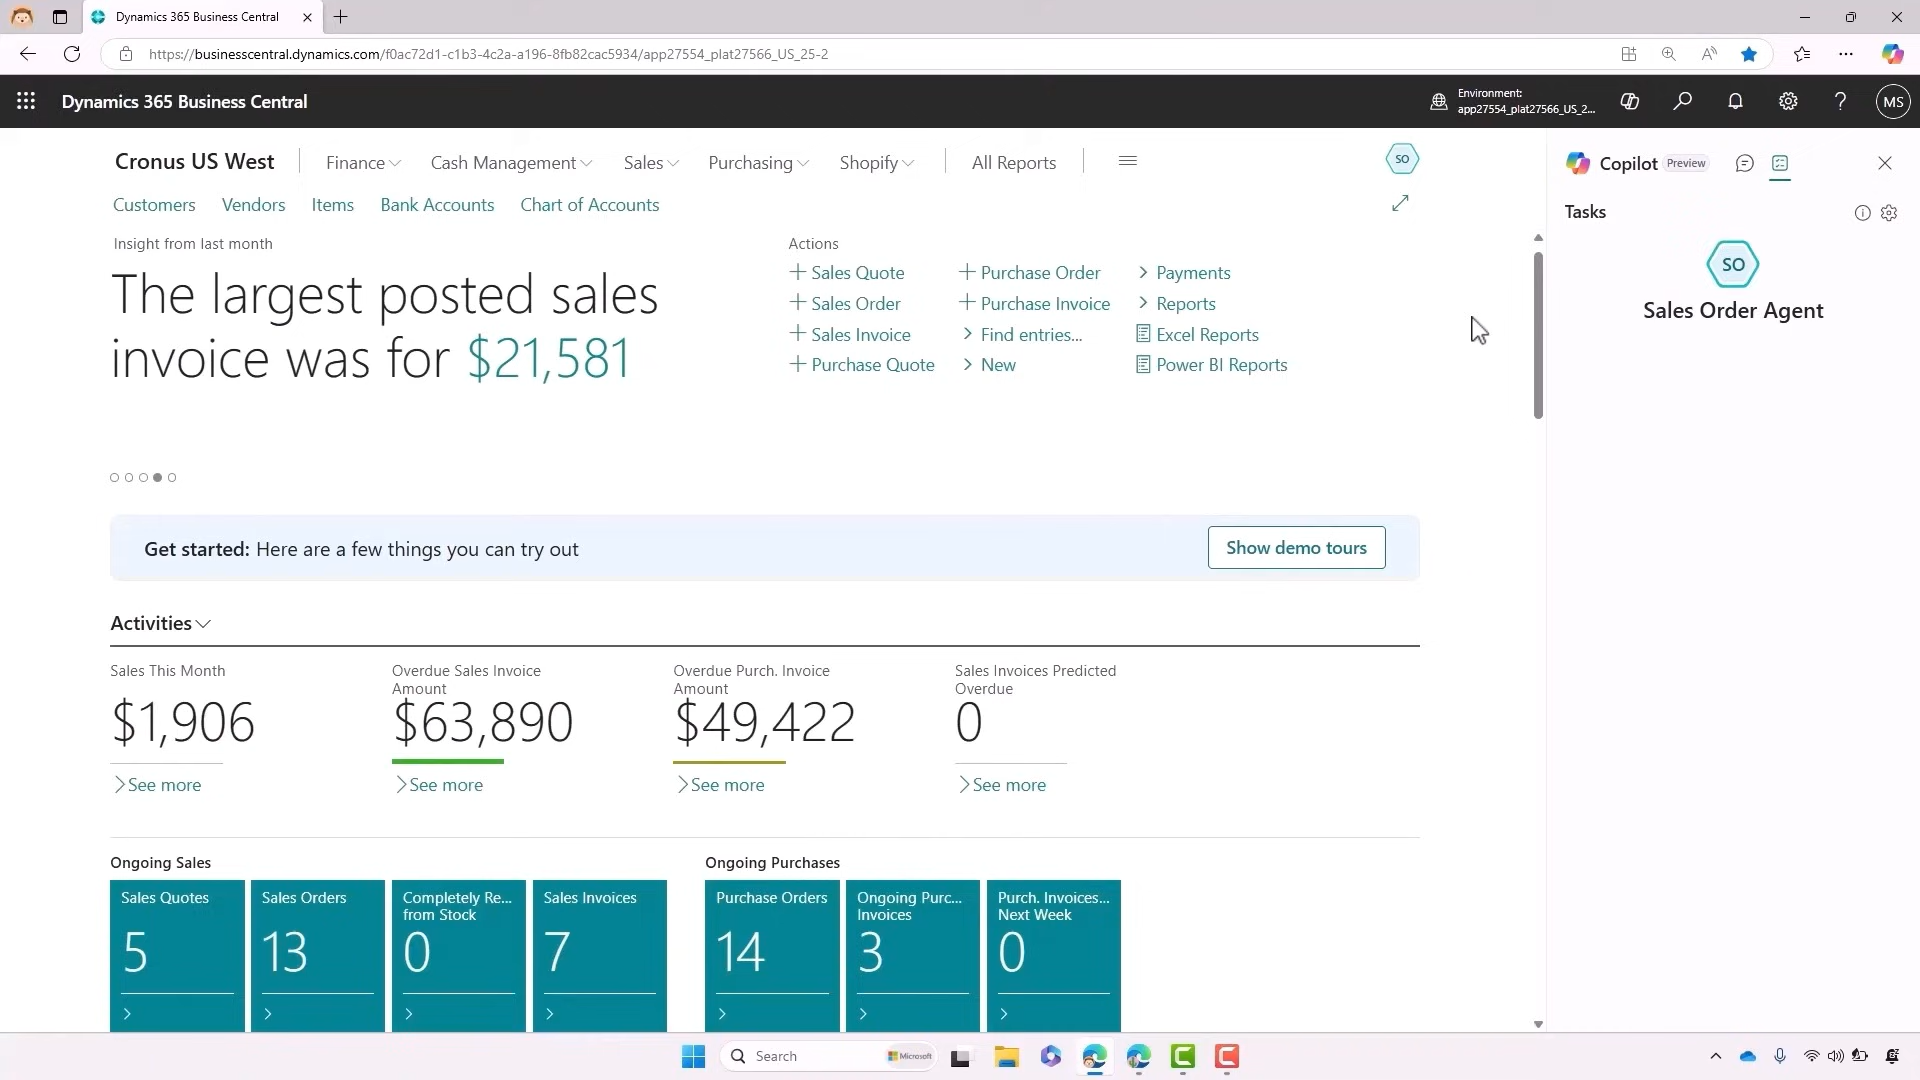 Dynamics 365 Business Central
https://businesscentral.dynamics.com/f0ac72d1-c1b3-4c2a-a196-8fb82cac5934/app27554_plat27566_US_25-2
Dynamics 365 Business Central
Environment:
app27554_plat27566_US_2...
MS
Cronus US West
Finance
Cash Management
Sales
Purchasing
Shopify
All Reports
SO
Customers
Vendors
Items
Bank Accounts
Chart of Accounts
Copilot
Preview
Tasks
SO
Sales Order Agent
Insight from last month
The largest posted sales
invoice was for $21,581
Actions
Sales Quote
Sales Order
Sales Invoice
Purchase Quote
Purchase Order
Purchase Invoice
Find entries...
New
Payments
Reports
Excel Reports
Power BI Reports
Get started: Here are a few things you can try out
Show demo tours
Activities
Sales This Month
$1,906
See more
Overdue Sales Invoice
Amount
$63,890
See more
Overdue Purch. Invoice
Amount
$49,422
See more
Sales Invoices Predicted
Overdue
0
See more
Ongoing Sales
Sales Quotes
5
Sales Orders
13
Completely Re...
from Stock
0
Sales Invoices
7
Ongoing Purchases
Purchase Orders
14
Ongoing Purc...
Invoices
3
Purch. Invoices...
Next Week
0
Search
Microsoft